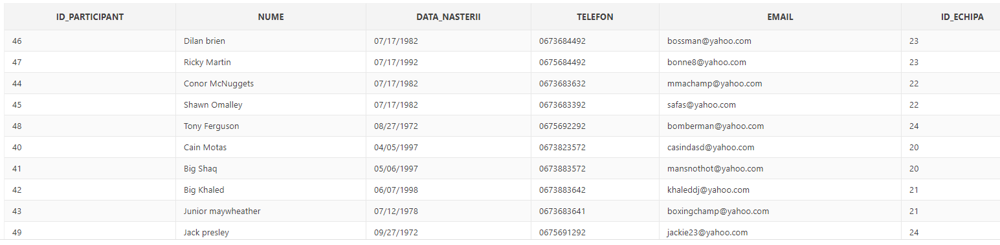 ID_PARTICIPANT NUME DATA_NASTERII TELEFON EMAIL ID_ECHIPA
46 Dilan brien 07/17/1982 0673684492 bossman@yahoo.com 23
47 Ricky Martin 07/17/1992 0675684492 bonne8@yahoo.com 23
44 Conor McNuggets 07/17/1982 0673683632 mmachamp@yahoo.com 22
45 Shawn Omalley 07/17/1982 0673683392 safas@yahoo.com 22
48 Tony Ferguson 08/27/1972 0675692292 bomberman@yahoo.com 24
40 Cain Motas 04/05/1997 0673823572 casindasd@yahoo.com 20
41 Big Shaq 05/06/1997 0673883572 mansnothot@yahoo.com 20
42 Big Khaled 06/07/1998 0673883642 khaleddj@yahoo.com 21
43 Junior maywheather 07/12/1978 0673683641 boxingchamp@yahoo.com 21
49 Jack presley 09/27/1972 0675691292 jackie23@yahoo.com 24